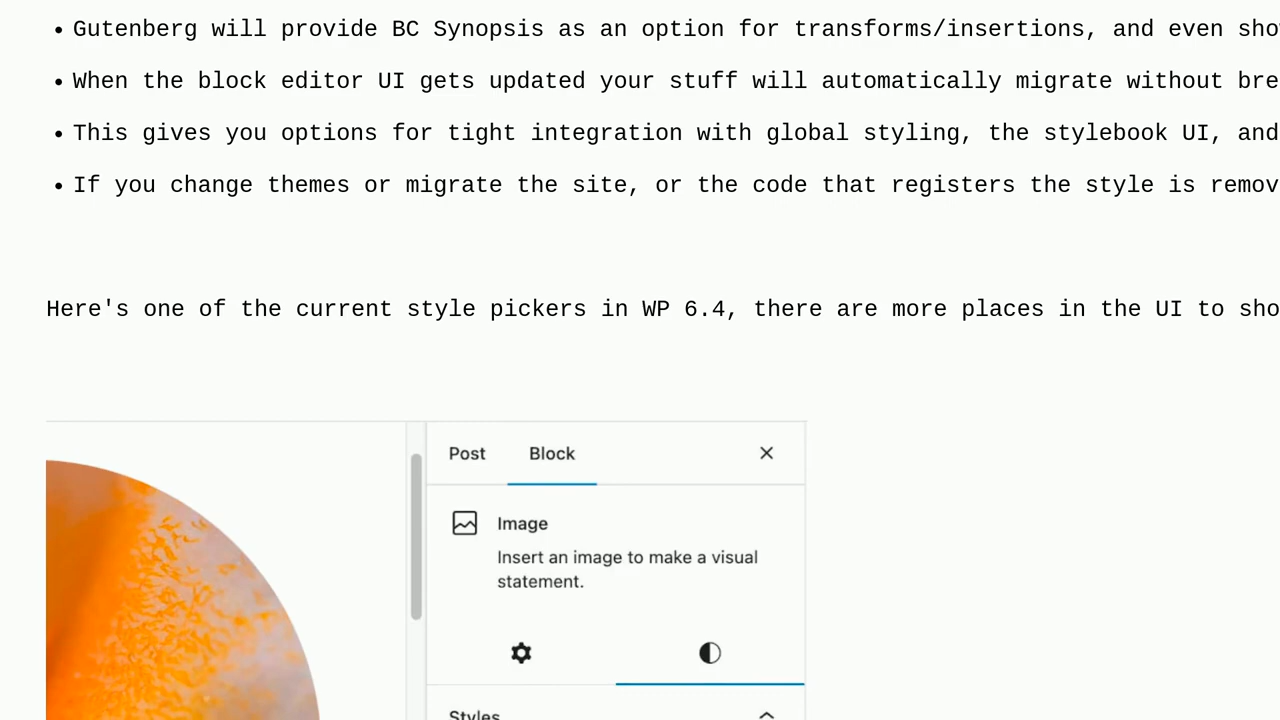 Gutenberg will provide BC Synopsis as an option for transforms/insertions, and even
When the block editor UI gets updated your stuff will automatically migrate without
This gives you options for tight integration with global styling, the stylebook UI, and
If you change themes or migrate the site, or the code that registers the style is
Here's one of the current style pickers in WP 6.4, there are more places in the UI to
Post Block
Image
Insert an image to make a visual
statement.
Styles